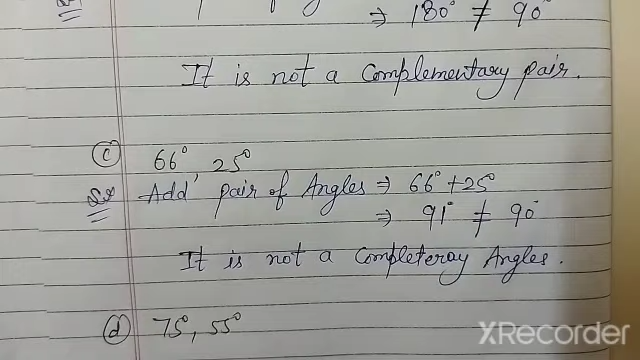 ⇒ 180° ≠ 90°
It is not a Complementary pair.
(c) 66°, 25°
Add pair of Angles ⇒ 66° + 25°
⇒ 91° ≠ 90°
It is not a Completeray Angles.
(d) 75°, 55°
XRecorder